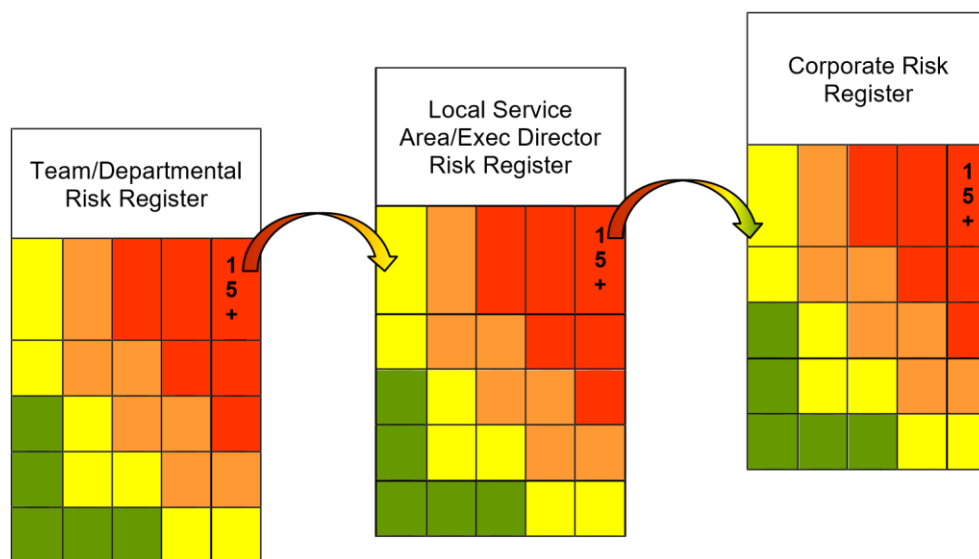 Team/Departmental
Risk Register
1
5
+
Local Service
Area/Exec Director
Risk Register
1
5
+
Corporate Risk
Register
1
5
+